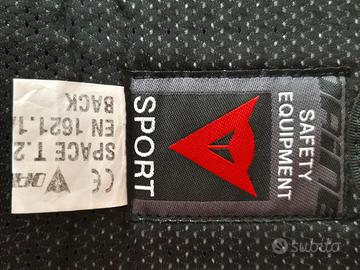 SAFETY
EQUIPMENT
SPORT
CE
SPACE T.2
EN 1621.1
BACK
subito